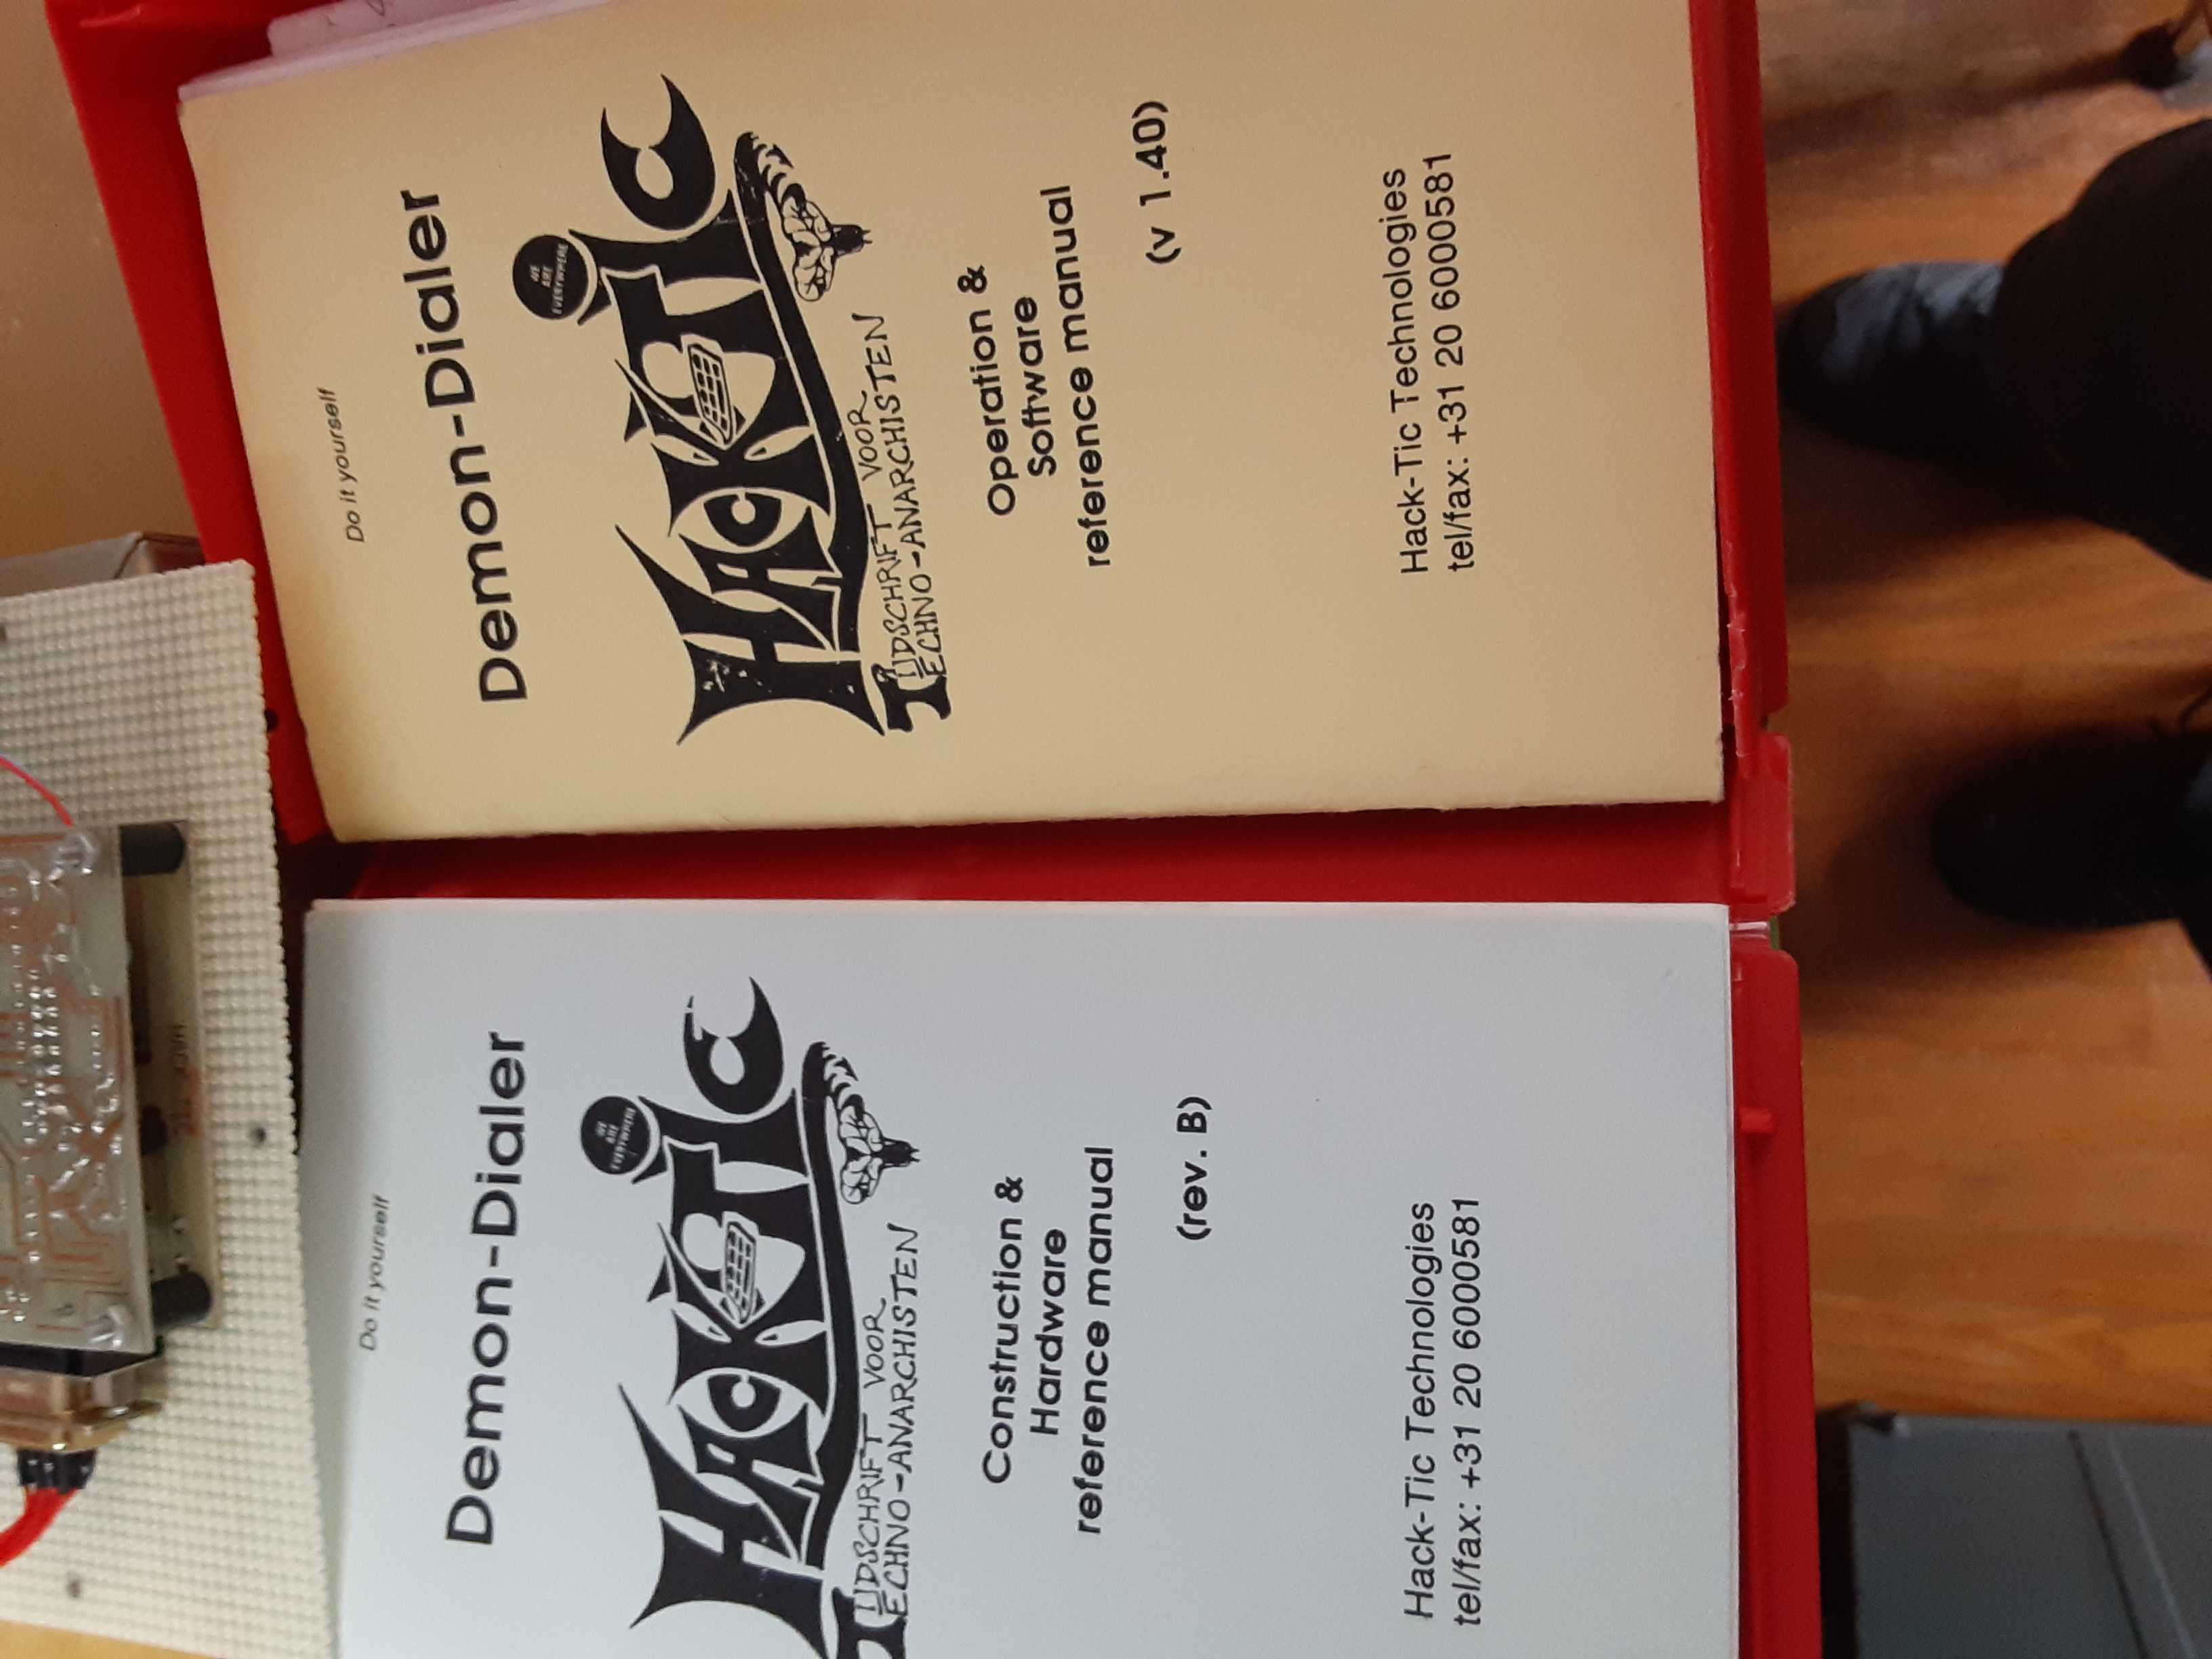 Do it yourself
Demon-Dialer
HACK-TIC
WE
ARE
EVERYWHERE
TIJDSCHRIFT VOOR
TECHNO-ANARCHISTEN
Construction &
Hardware
reference manual
(rev. B)
Hack-Tic Technologies
tel/fax: +31 20 6000581
Do it yourself
Demon-Dialer
HACK-TIC
WE
ARE
EVERYWHERE
TIJDSCHRIFT VOOR
TECHNO-ANARCHISTEN
Operation &
Software
reference manual
(v 1.40)
Hack-Tic Technologies
tel/fax: +31 20 6000581